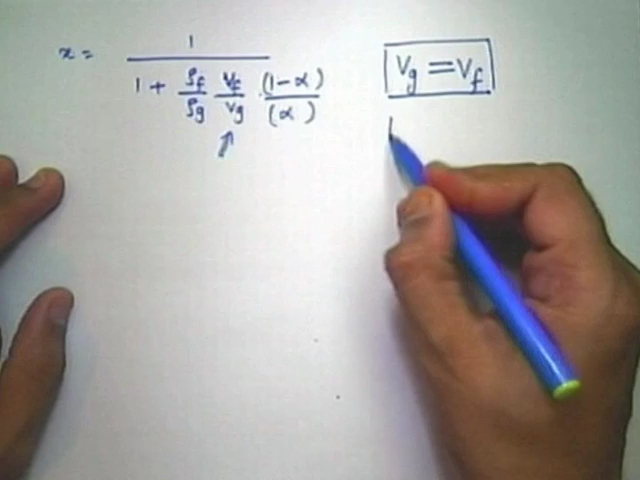 x = 1 / (1 + ρf/ρg vf/vg · (1-α)/(α))
Vg = Vf